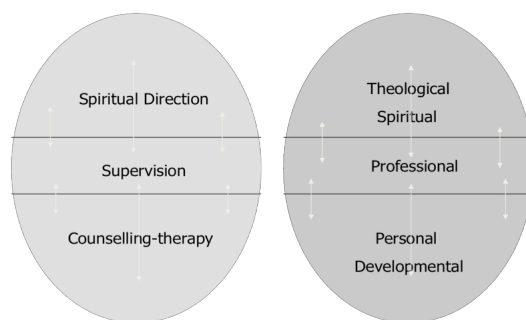 Spiritual Direction
Supervision
Counselling-therapy
Theological
Spiritual
Professional
Personal
Developmental